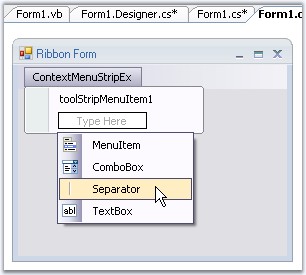 Form1.vb Form1.Designer.cs* Form1.cs* Form1.c
Ribbon Form
ContextMenuStripEx
toolStripMenuItem1
Type Here
MenuItem
ComboBox
Separator
abl TextBox